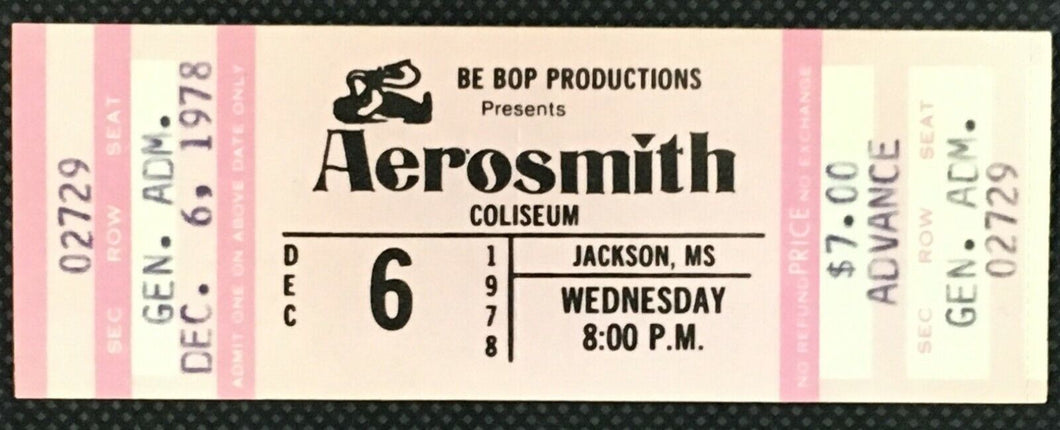 02729
SEC ROW SEAT
GEN. ADM.
DEC. 6, 1978
ADMIT ONE ON ABOVE DATE ONLY
BE BOP PRODUCTIONS
Presents
Aerosmith
COLISEUM
DEC
6
1978
JACKSON, MS
WEDNESDAY
8:00 P.M.
NO REFUND PRICE NO EXCHANGE
$7.00
ADVANCE
SEC ROW SEAT
GEN. ADM.
02729